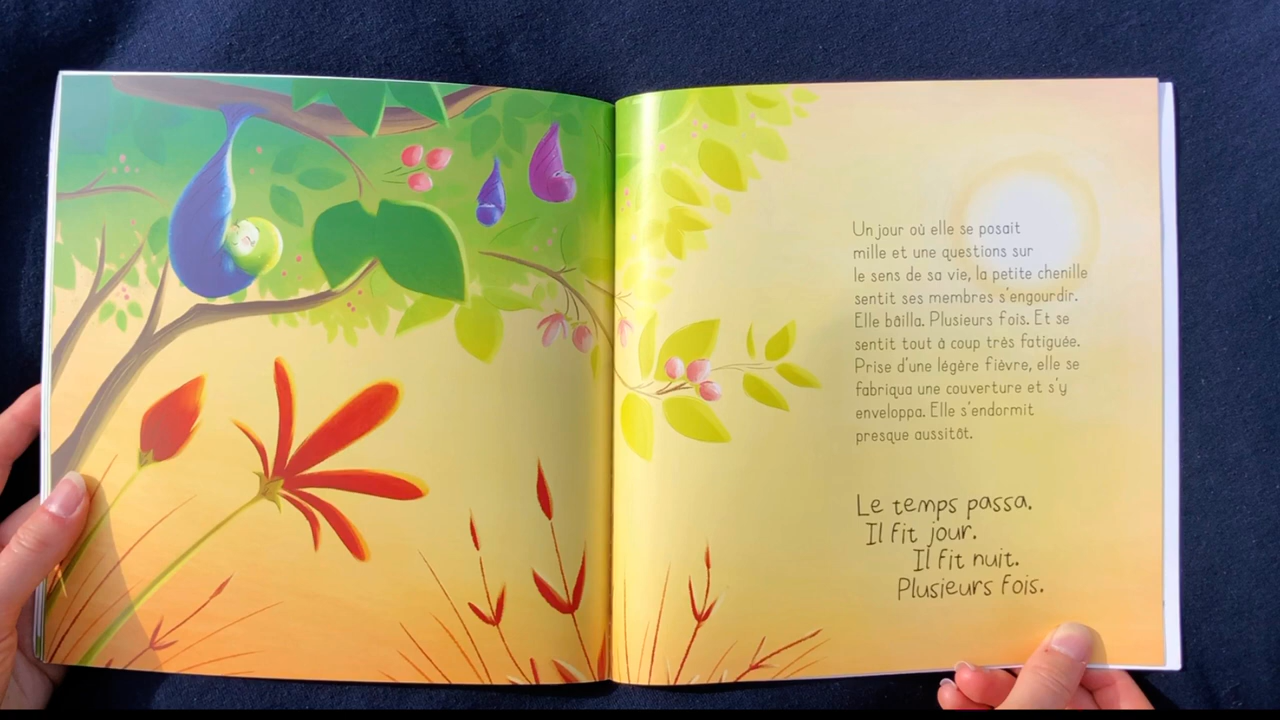 Un jour où elle se posait
mille et une questions sur
le sens de sa vie, la petite chenille
sentit ses membres s'engourdir.
Elle bâilla. Plusieurs fois. Et se
sentit tout à coup très fatiguée.
Prise d'une légère fièvre, elle se
fabriqua une couverture et s'y
enveloppa. Elle s'endormit
presque aussitôt.
Le temps passa.
Il fit jour.
Il fit nuit.
Plusieurs fois.